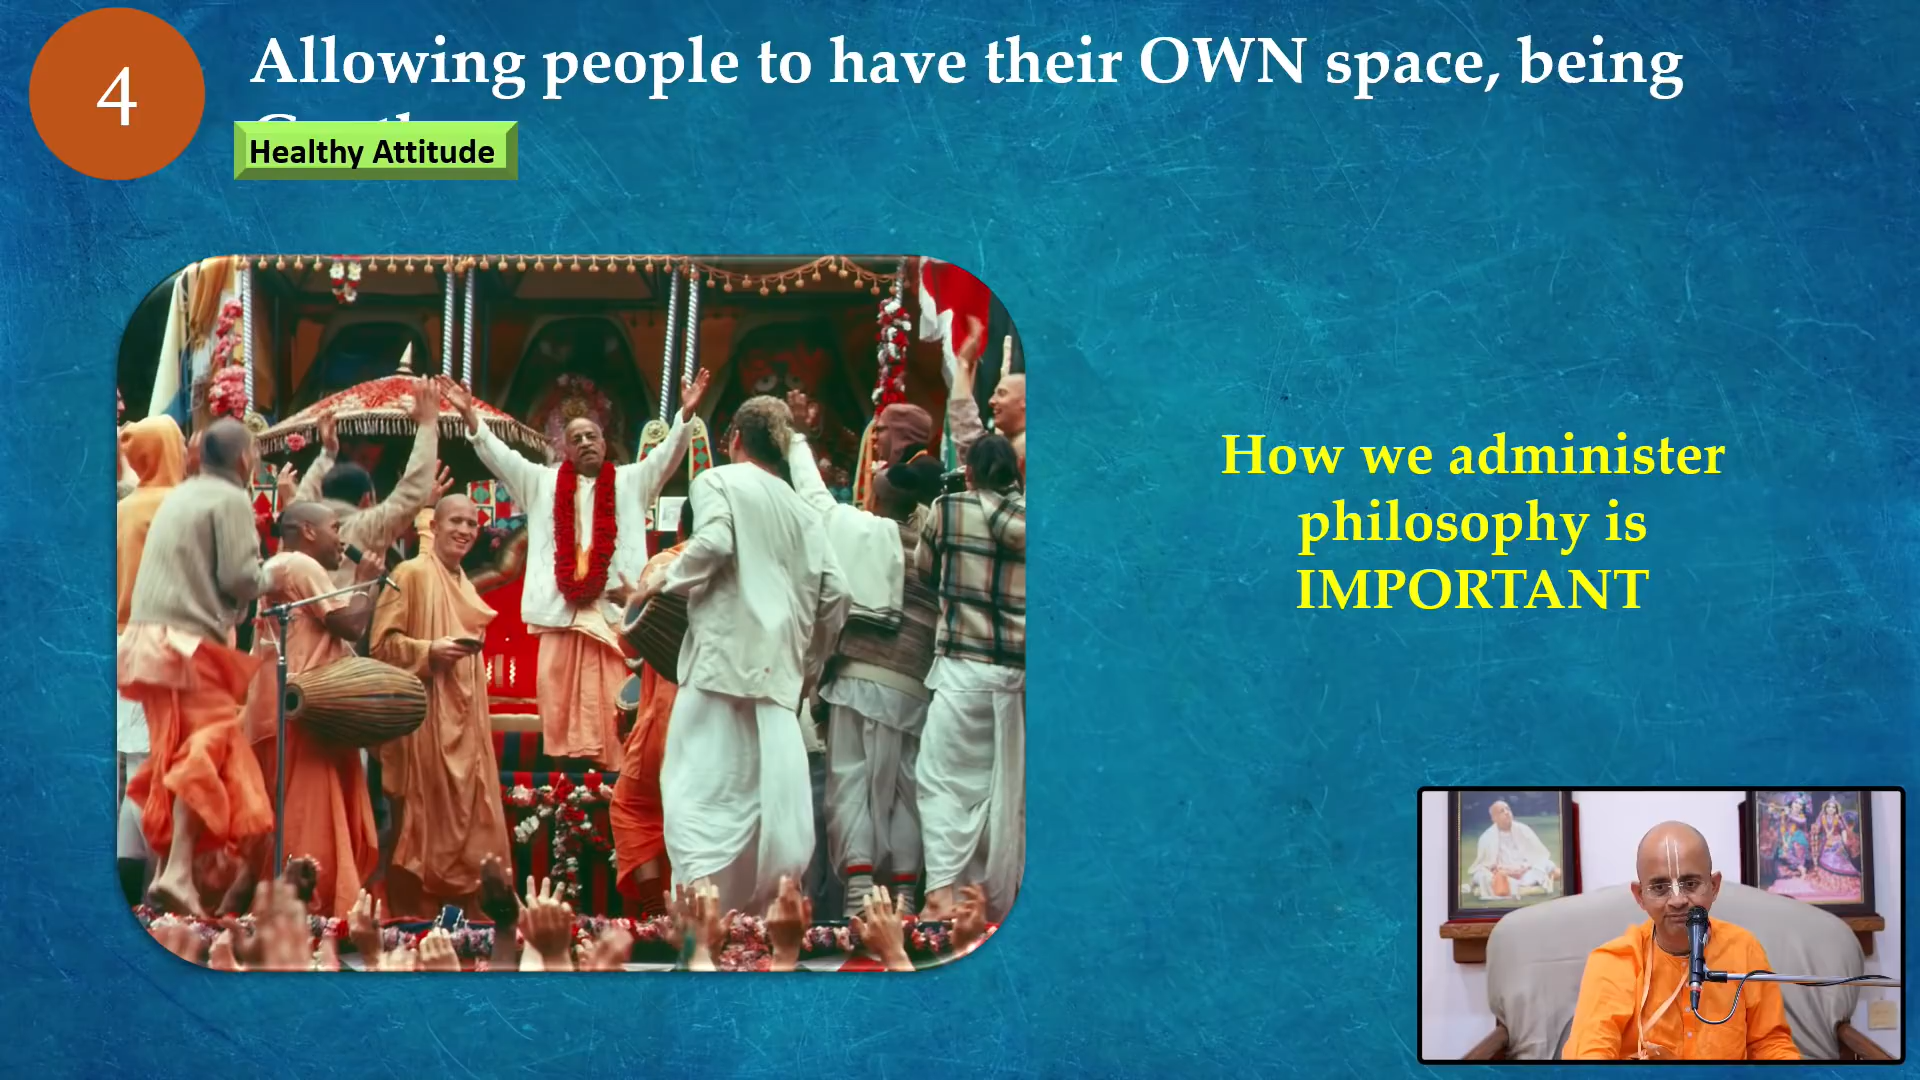 4
Allowing people to have their OWN space, being
Healthy Attitude
How we administer
philosophy is
IMPORTANT